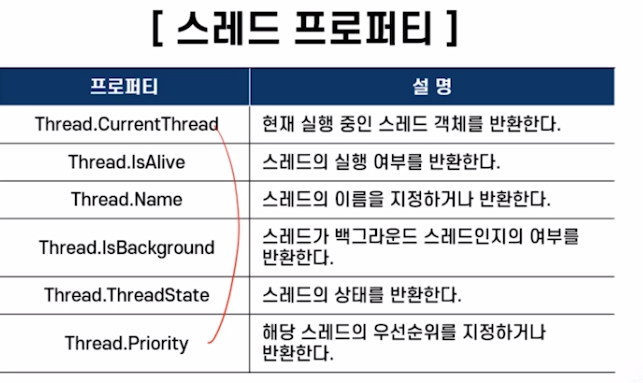 [ 스레드 프로퍼티 ]
프로퍼티 설 명
Thread.CurrentThread 현재 실행 중인 스레드 객체를 반환한다.
Thread.IsAlive 스레드의 실행 여부를 반환한다.
Thread.Name 스레드의 이름을 지정하거나 반환한다.
Thread.IsBackground 스레드가 백그라운드 스레드인지의 여부를
반환한다.
Thread.ThreadState 스레드의 상태를 반환한다.
Thread.Priority 해당 스레드의 우선순위를 지정하거나
반환한다.